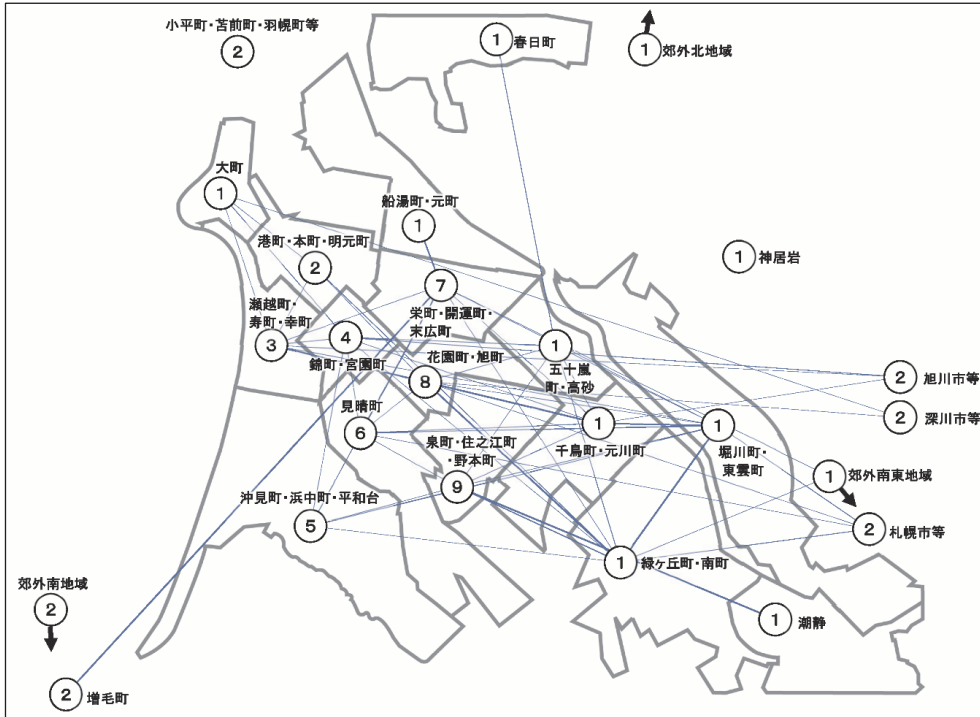 小平町・苫前町・羽幌町等
2
1
春日町
1
郊外北地域
大町
1
船湯町・元町
1
港町・本町・明元町
2
1
神居岩
7
栄町・開運町・
末広町
瀬越町・
寿町・幸町
3
4
錦町・宮園町
花園町・旭町
8
1
五十嵐
町・高砂
2
旭川市等
2
深川市等
見晴町
6
1
千鳥町・元川町
1
堀川町・
東雲町
泉町・住之江町
・野本町
9
1
郊外南東地域
沖見町・浜中町・平和台
5
2
札幌市等
1
緑ヶ丘町・南町
郊外南地域
2
1
潮静
2
増毛町